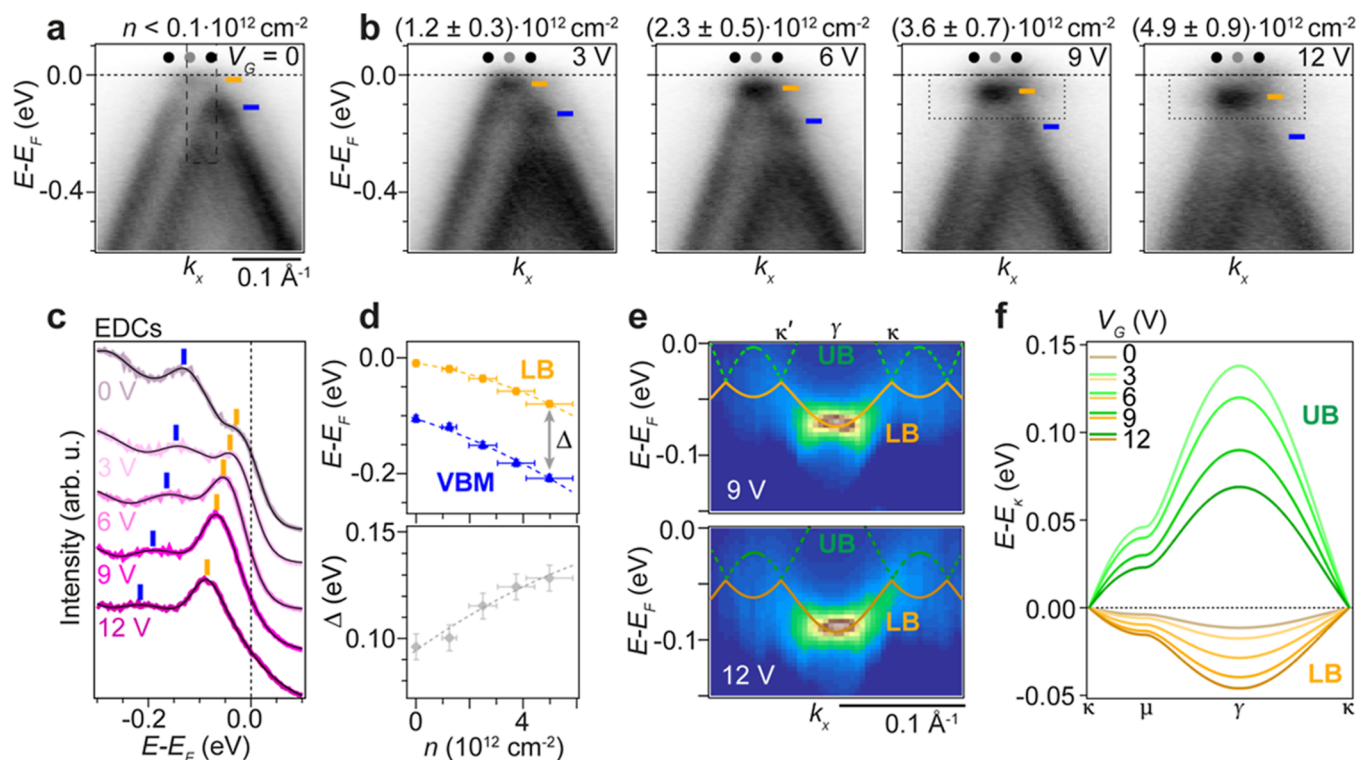 a
n < 0.1·10¹² cm⁻²
V_G = 0
0.0
-0.4
E-E_F (eV)
k_x
0.1 Å⁻¹
b
(1.2 ± 0.3)·10¹² cm⁻²
3 V
0.0
-0.4
E-E_F (eV)
k_x
(2.3 ± 0.5)·10¹² cm⁻²
6 V
k_x
(3.6 ± 0.7)·10¹² cm⁻²
9 V
k_x
(4.9 ± 0.9)·10¹² cm⁻²
12 V
k_x
c
EDCs
0 V
3 V
6 V
9 V
12 V
Intensity (arb. u.)
-0.2
0.0
E-E_F (eV)
d
0.0
-0.2
E-E_F (eV)
LB
VBM
Δ
0.15
0.10
Δ (eV)
0
4
n (10¹² cm⁻²)
e
κ' γ κ
0.0
-0.1
E-E_F (eV)
UB
LB
9 V
0.0
-0.1
E-E_F (eV)
UB
LB
12 V
k_x
0.1 Å⁻¹
f
V_G (V)
0
3
6
9
12
0.15
0.10
0.05
0.00
-0.05
E-E_κ (eV)
UB
LB
κ μ γ κ